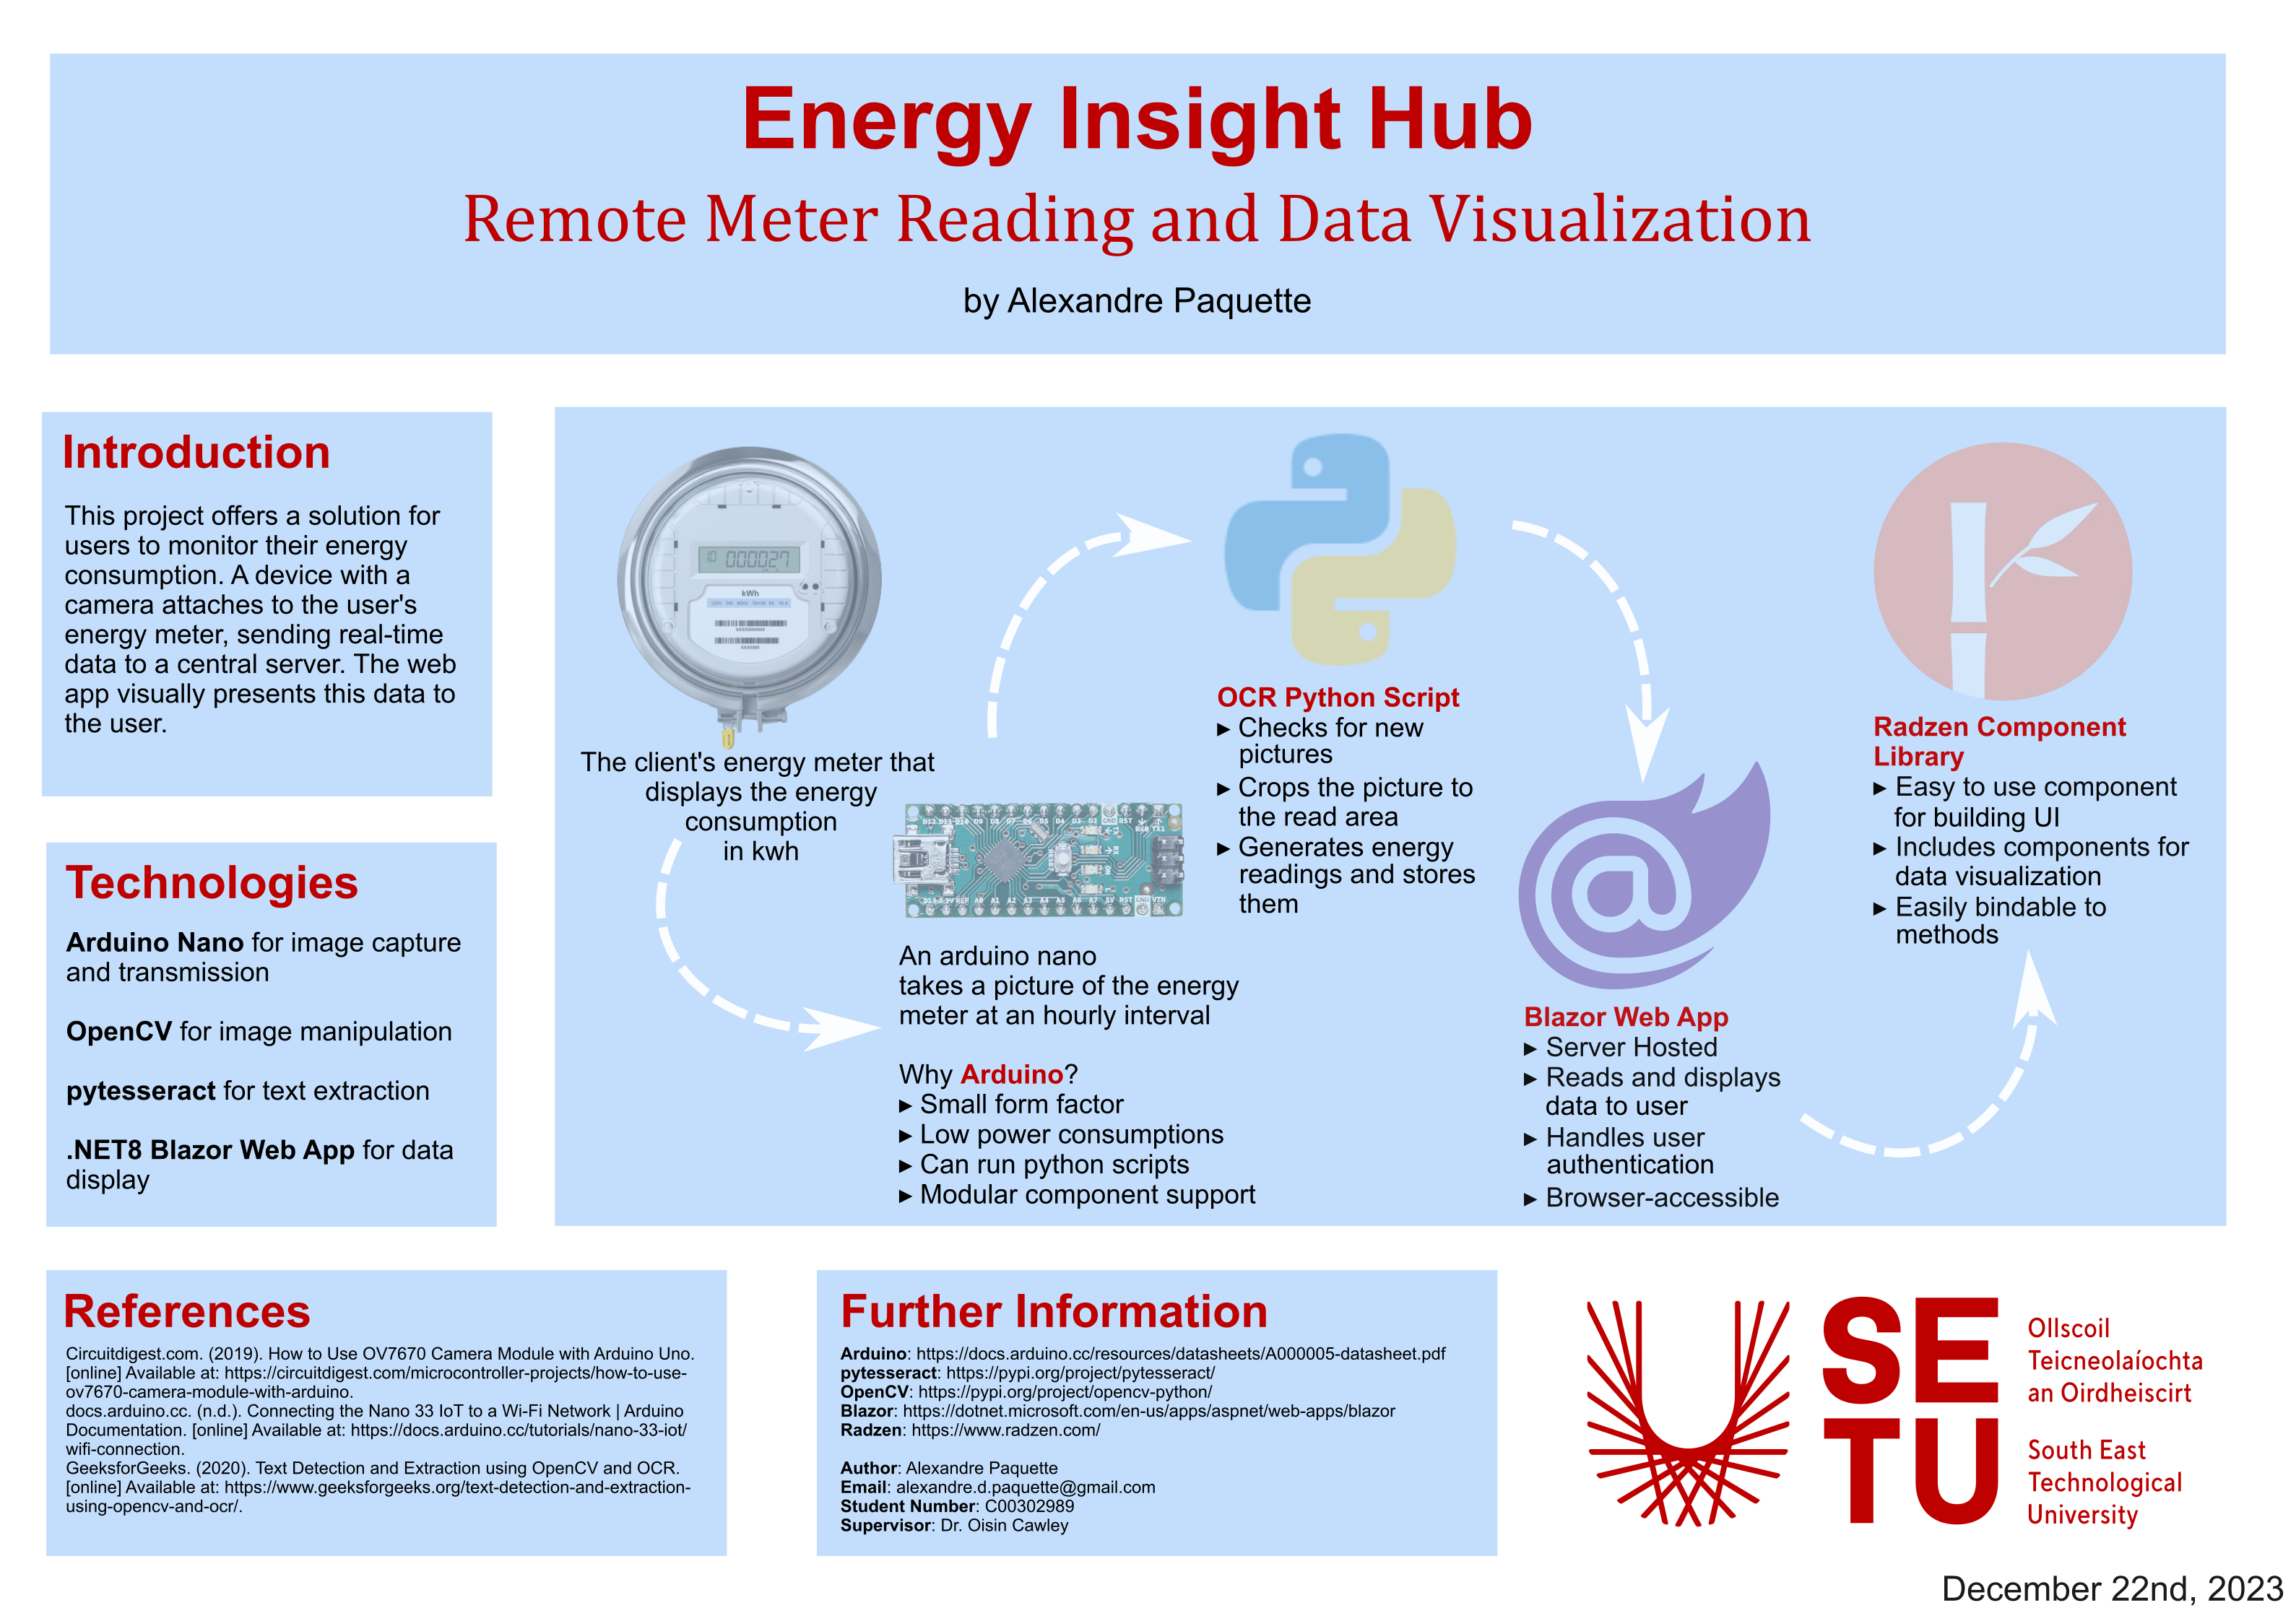 Energy Insight Hub
Remote Meter Reading and Data Visualization
by Alexandre Paquette
Introduction
This project offers a solution for
users to monitor their energy
consumption. A device with a
camera attaches to the user's
energy meter, sending real-time
data to a central server. The web
app visually presents this data to
the user.
Technologies
Arduino Nano for image capture
and transmission
OpenCV for image manipulation
pytesseract for text extraction
.NET8 Blazor Web App for data
display
10 000027
kWh
The client's energy meter that
displays the energy
consumption
in kwh
An arduino nano
takes a picture of the energy
meter at an hourly interval
Why Arduino?
▸ Small form factor
▸ Low power consumptions
▸ Can run python scripts
▸ Modular component support
OCR Python Script
▸ Checks for new
pictures
▸ Crops the picture to
the read area
▸ Generates energy
readings and stores
them
Blazor Web App
▸ Server Hosted
▸ Reads and displays
data to user
▸ Handles user
authentication
▸ Browser-accessible
Radzen Component
Library
▸ Easy to use component
for building UI
▸ Includes components for
data visualization
▸ Easily bindable to
methods
References
Circuitdigest.com. (2019). How to Use OV7670 Camera Module with Arduino Uno.
[online] Available at: https://circuitdigest.com/microcontroller-projects/how-to-use-
ov7670-camera-module-with-arduino.
docs.arduino.cc. (n.d.). Connecting the Nano 33 IoT to a Wi-Fi Network | Arduino
Documentation. [online] Available at: https://docs.arduino.cc/tutorials/nano-33-iot/
wifi-connection.
GeeksforGeeks. (2020). Text Detection and Extraction using OpenCV and OCR.
[online] Available at: https://www.geeksforgeeks.org/text-detection-and-extraction-
using-opencv-and-ocr/.
Further Information
Arduino: https://docs.arduino.cc/resources/datasheets/A000005-datasheet.pdf
pytesseract: https://pypi.org/project/pytesseract/
OpenCV: https://pypi.org/project/opencv-python/
Blazor: https://dotnet.microsoft.com/en-us/apps/aspnet/web-apps/blazor
Radzen: https://www.radzen.com/
Author: Alexandre Paquette
Email: alexandre.d.paquette@gmail.com
Student Number: C00302989
Supervisor: Dr. Oisin Cawley
SE
TU
Ollscoil
Teicneolaíochta
an Oirdheiscirt
South East
Technological
University
December 22nd, 2023